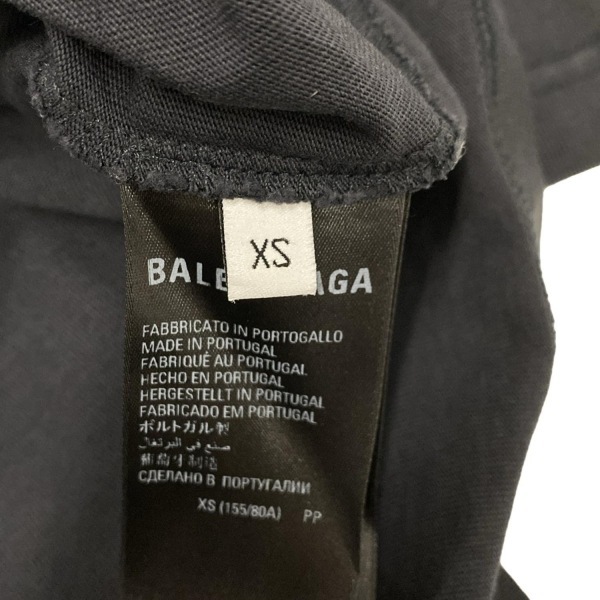 XS
BALE AGA
FABBRICATO IN PORTOGALLO
MADE IN PORTUGAL
FABRIQUÉ AU PORTUGAL
HECHO EN PORTUGAL
HERGESTELLT IN PORTUGAL
FABRICADO EM PORTUGAL
ポルトガル製
صنع في البرتغال
葡萄牙制造
СДЕЛАНО В ПОРТУГАЛИИ
XS (155/80A) PP